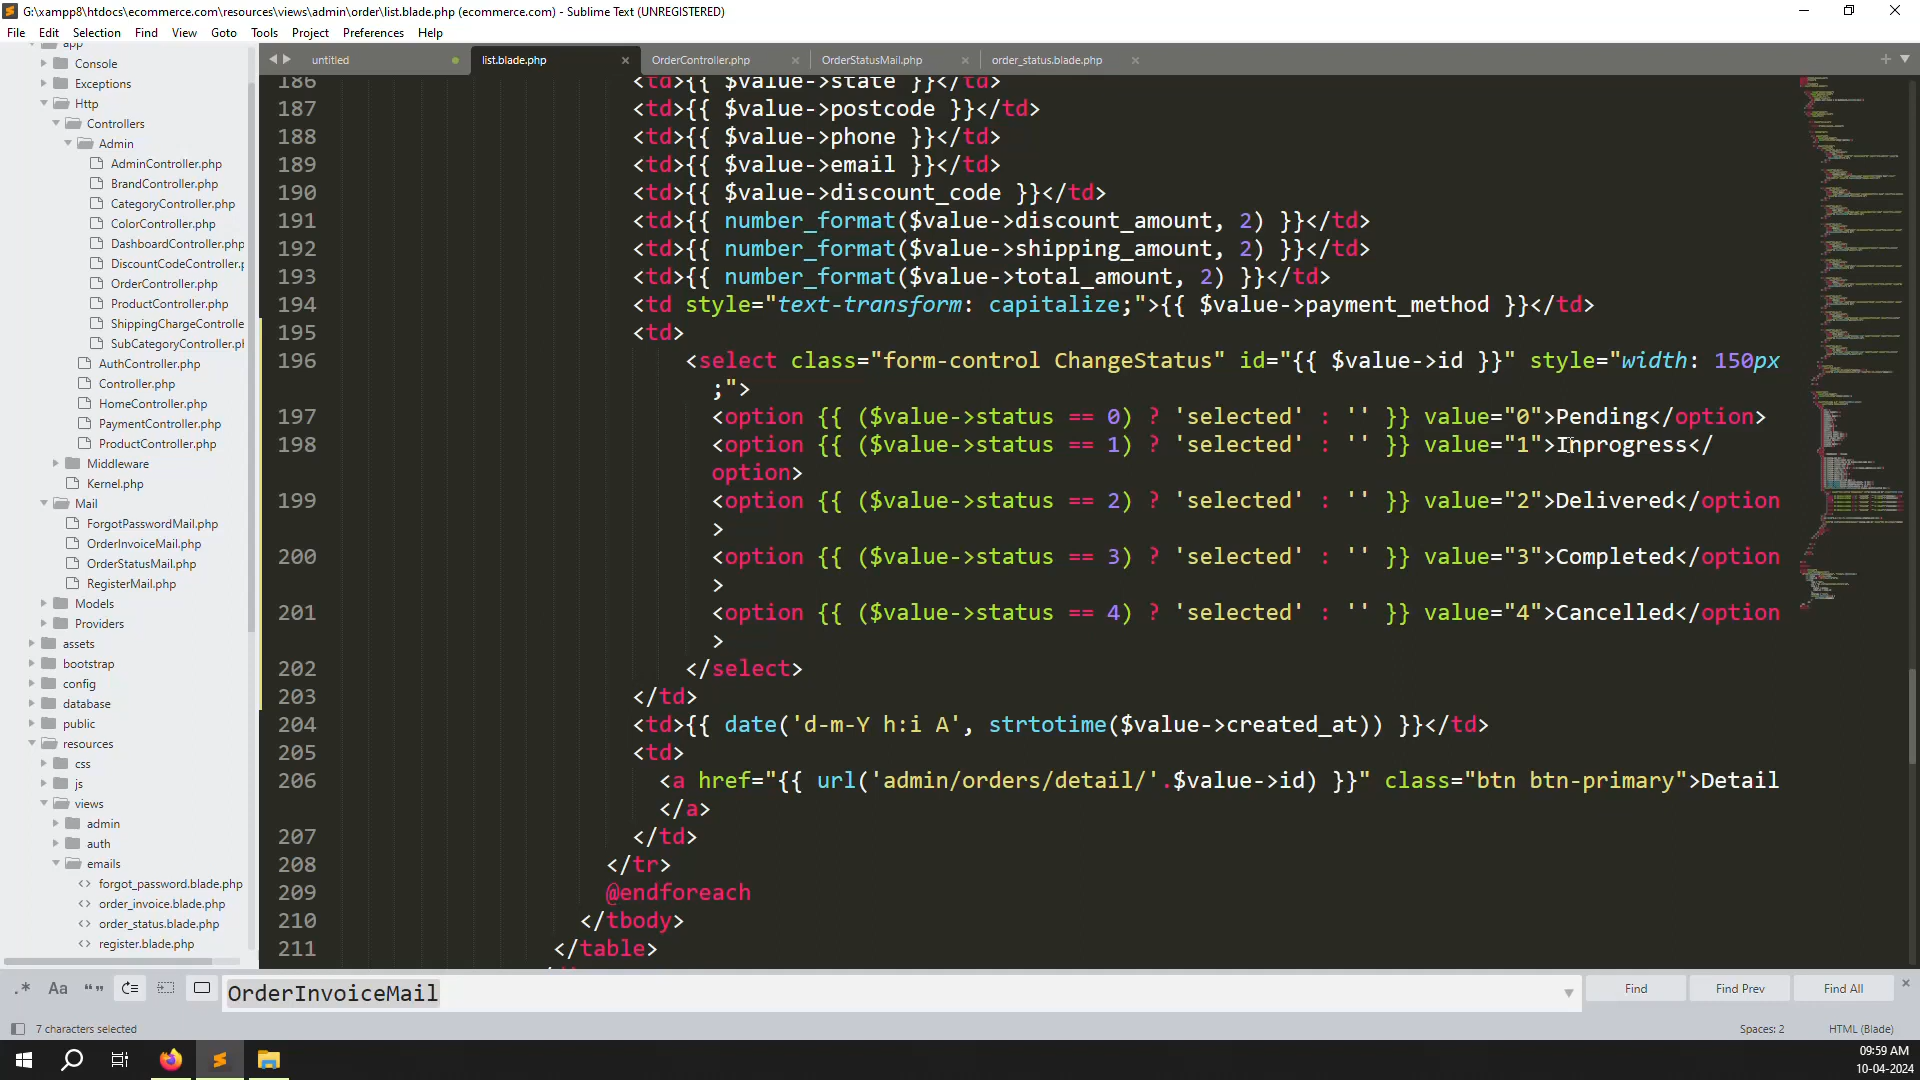 G:\xampp8\htdocs\ecommerce.com\resources\views\admin\order\list.blade.php (ecommerce.com) - Sublime Text (UNREGISTERED)
File Edit Selection Find View Goto Tools Project Preferences Help
app
Console
Exceptions
Http
Controllers
Admin
AdminController.php
BrandController.php
CategoryController.php
ColorController.php
DashboardController.php
DiscountCodeController.p
OrderController.php
ProductController.php
ShippingChargeControlle
SubCategoryController.ph
AuthController.php
Controller.php
HomeController.php
PaymentController.php
ProductController.php
Middleware
Kernel.php
Mail
ForgotPasswordMail.php
OrderInvoiceMail.php
OrderStatusMail.php
RegisterMail.php
Models
Providers
assets
bootstrap
config
database
public
resources
css
js
views
admin
auth
emails
forgot_password.blade.php
order_invoice.blade.php
order_status.blade.php
register.blade.php
untitled list.blade.php OrderController.php OrderStatusMail.php order_status.blade.php
186 <td>{{ $value->state }}</td>
187 <td>{{ $value->postcode }}</td>
188 <td>{{ $value->phone }}</td>
189 <td>{{ $value->email }}</td>
190 <td>{{ $value->discount_code }}</td>
191 <td>{{ number_format($value->discount_amount, 2) }}</td>
192 <td>{{ number_format($value->shipping_amount, 2) }}</td>
193 <td>{{ number_format($value->total_amount, 2) }}</td>
194 <td style="text-transform: capitalize;">{{ $value->payment_method }}</td>
195 <td>
196 <select class="form-control ChangeStatus" id="{{ $value->id }}" style="width: 150px
;">
197 <option {{ ($value->status == 0) ? 'selected' : '' }} value="0">Pending</option>
198 <option {{ ($value->status == 1) ? 'selected' : '' }} value="1">Inprogress</
option>
199 <option {{ ($value->status == 2) ? 'selected' : '' }} value="2">Delivered</option
>
200 <option {{ ($value->status == 3) ? 'selected' : '' }} value="3">Completed</option
>
201 <option {{ ($value->status == 4) ? 'selected' : '' }} value="4">Cancelled</option
>
202 </select>
203 </td>
204 <td>{{ date('d-m-Y h:i A', strtotime($value->created_at)) }}</td>
205 <td>
206 <a href="{{ url('admin/orders/detail/'.$value->id) }}" class="btn btn-primary">Detail
</a>
207 </td>
208 </tr>
209 @endforeach
210 </tbody>
211 </table>
.* Aa “” OrderInvoiceMail Find Find Prev Find All
7 characters selected Spaces: 2 HTML (Blade)
09:59 AM
10-04-2024